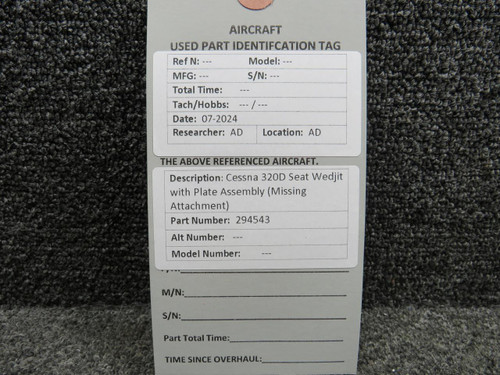 AIRCRAFT
USED PART IDENTIFCATION TAG
Ref N: --- Model: ---
MFG: --- S/N: ---
Total Time: ---
Tach/Hobbs: --- / ---
Date: 07-2024
Researcher: AD Location: AD
THE ABOVE REFERENCED AIRCRAFT.
Description: Cessna 320D Seat Wedjit
with Plate Assembly (Missing
Attachment)
Part Number: 294543
Alt Number: ---
Model Number: ---
M/N:
S/N:
Part Total Time:
TIME SINCE OVERHAUL: